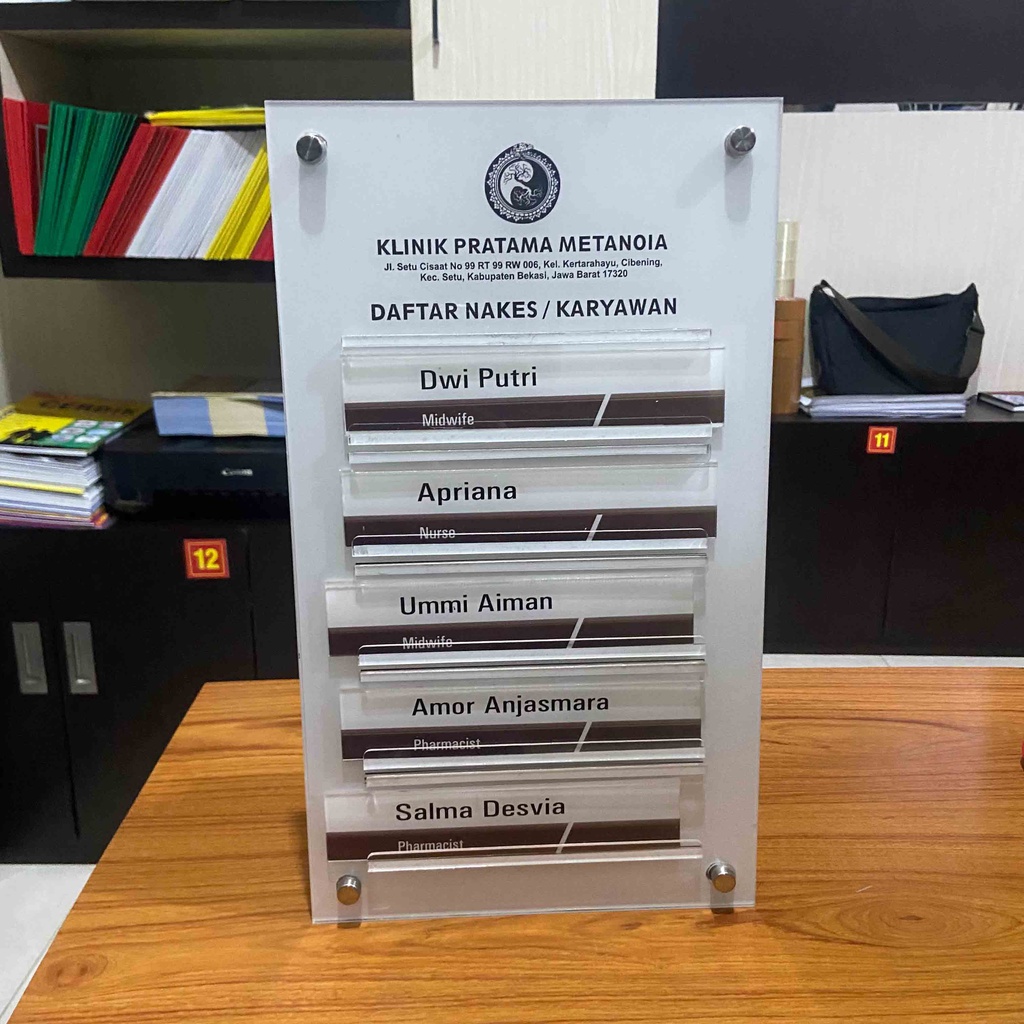 KLINIK PRATAMA METANOIA
Jl. Setu Cisaat No 99 RT 99 RW 006, Kel. Kertarahayu, Cibening,
Kec. Setu, Kabupaten Bekasi, Jawa Barat 17320
DAFTAR NAKES / KARYAWAN
Dwi Putri
Midwife
Apriana
Nurse
Ummi Aiman
Midwife
Amor Anjasmara
Pharmacist
Salma Desvia
Pharmacist
11
12
Canon